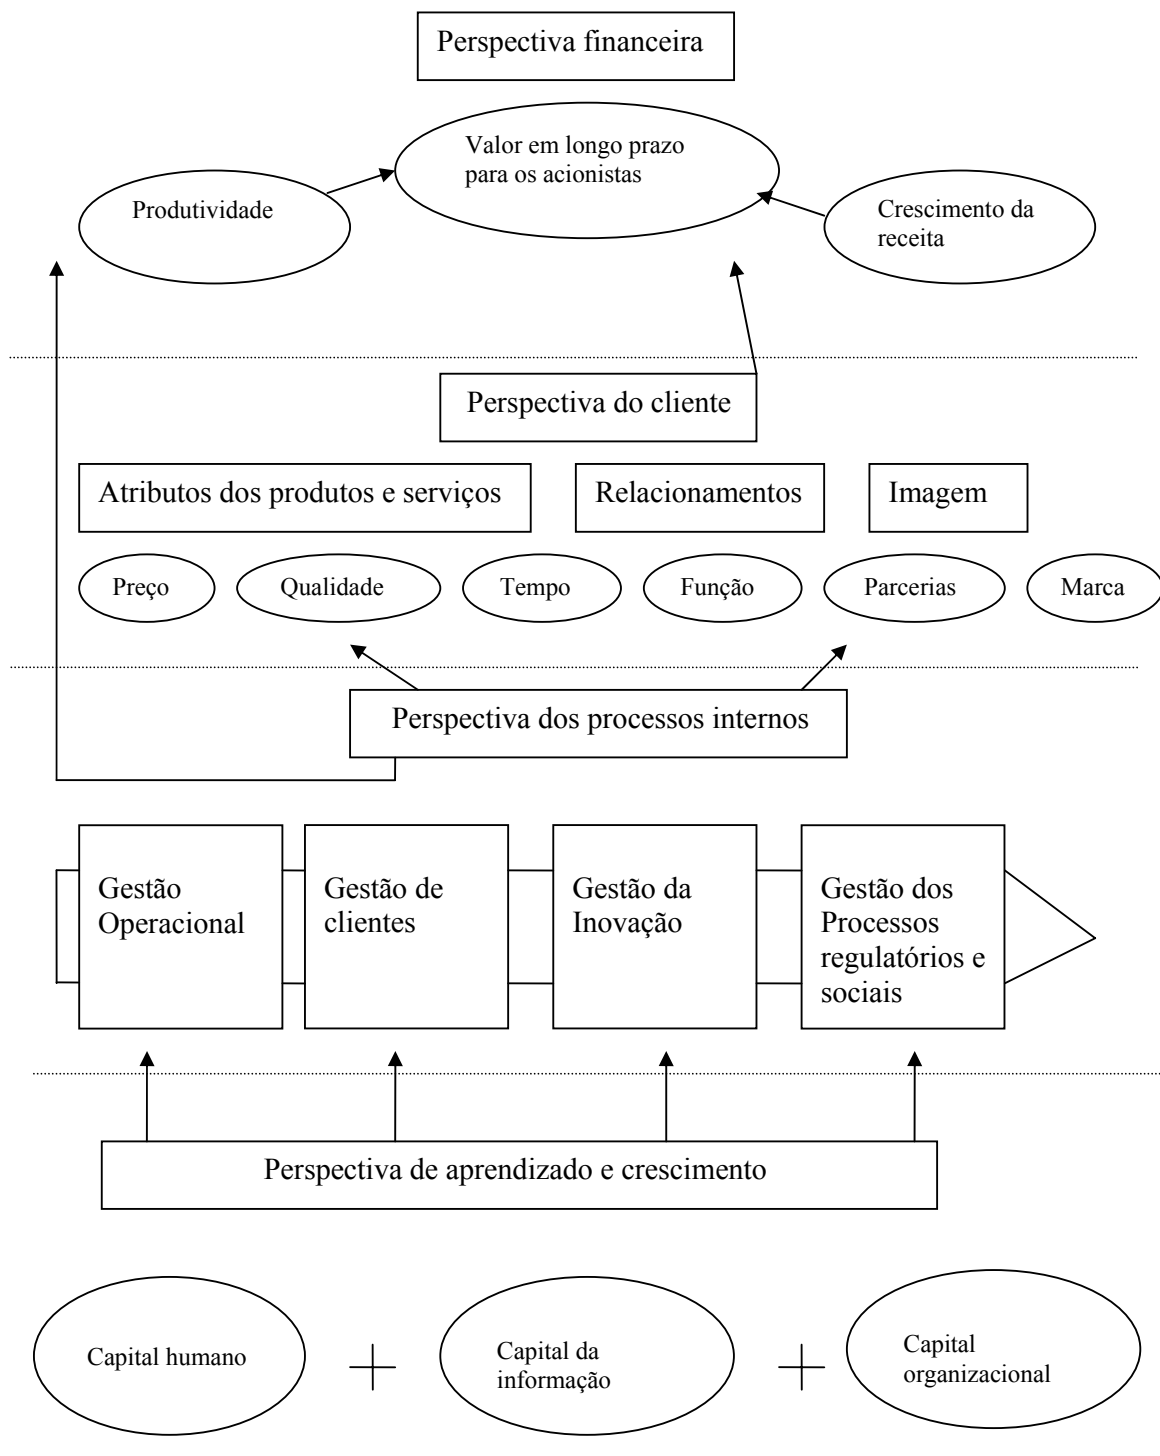 Perspectiva financeira
Valor em longo prazo
para os acionistas
Produtividade
Crescimento da
receita
Perspectiva do cliente
Atributos dos produtos e serviços
Relacionamentos
Imagem
Preço
Qualidade
Tempo
Função
Parcerias
Marca
Perspectiva dos processos internos
Gestão
Operacional
Gestão de
clientes
Gestão da
Inovação
Gestão dos
Processos
regulatórios e
sociais
Perspectiva de aprendizado e crescimento
Capital humano
Capital da
informação
Capital
organizacional